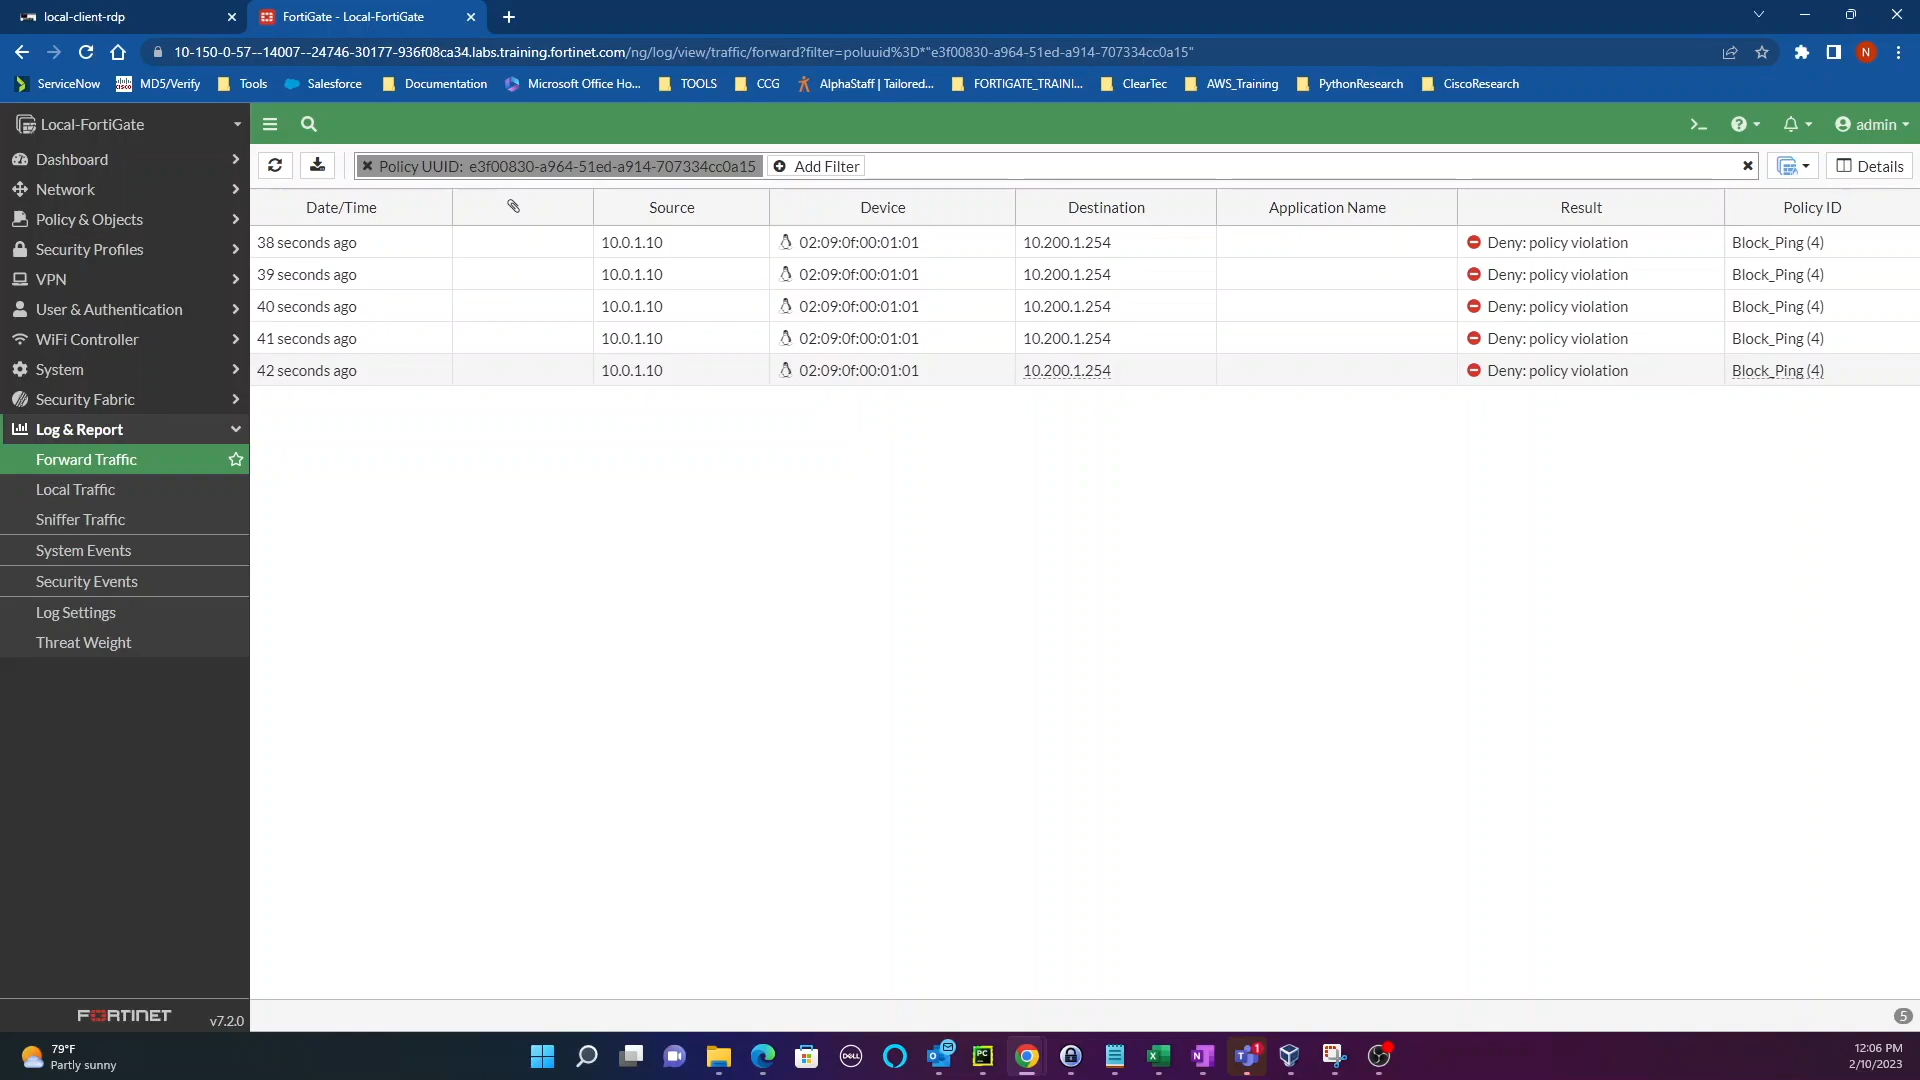 local-client-rdp
FortiGate - Local-FortiGate
10-150-0-57--14007--24746-30177-936f08ca34.labs.training.fortinet.com/ng/log/view/traffic/forward?filter=poluuid%3D*"e3f00830-a964-51ed-a914-707334cc0a15"
N
ServiceNow
MD5/Verify
Tools
Salesforce
Documentation
Microsoft Office Ho...
TOOLS
CCG
AlphaStaff | Tailored...
FORTIGATE_TRAINI...
ClearTec
AWS_Training
PythonResearch
CiscoResearch
Local-FortiGate
admin
Dashboard
Network
Policy & Objects
Security Profiles
VPN
User & Authentication
WiFi Controller
System
Security Fabric
Log & Report
Forward Traffic
Local Traffic
Sniffer Traffic
System Events
Security Events
Log Settings
Threat Weight
FORTINET v7.2.0
Policy UUID: e3f00830-a964-51ed-a914-707334cc0a15 Add Filter Details
Date/Time Source Device Destination Application Name Result Policy ID
38 seconds ago 10.0.1.10 02:09:0f:00:01:01 10.200.1.254 Deny: policy violation Block_Ping (4)
39 seconds ago 10.0.1.10 02:09:0f:00:01:01 10.200.1.254 Deny: policy violation Block_Ping (4)
40 seconds ago 10.0.1.10 02:09:0f:00:01:01 10.200.1.254 Deny: policy violation Block_Ping (4)
41 seconds ago 10.0.1.10 02:09:0f:00:01:01 10.200.1.254 Deny: policy violation Block_Ping (4)
42 seconds ago 10.0.1.10 02:09:0f:00:01:01 10.200.1.254 Deny: policy violation Block_Ping (4)
5
79°F
Partly sunny
DELL
PC
1
12:06 PM
2/10/2023